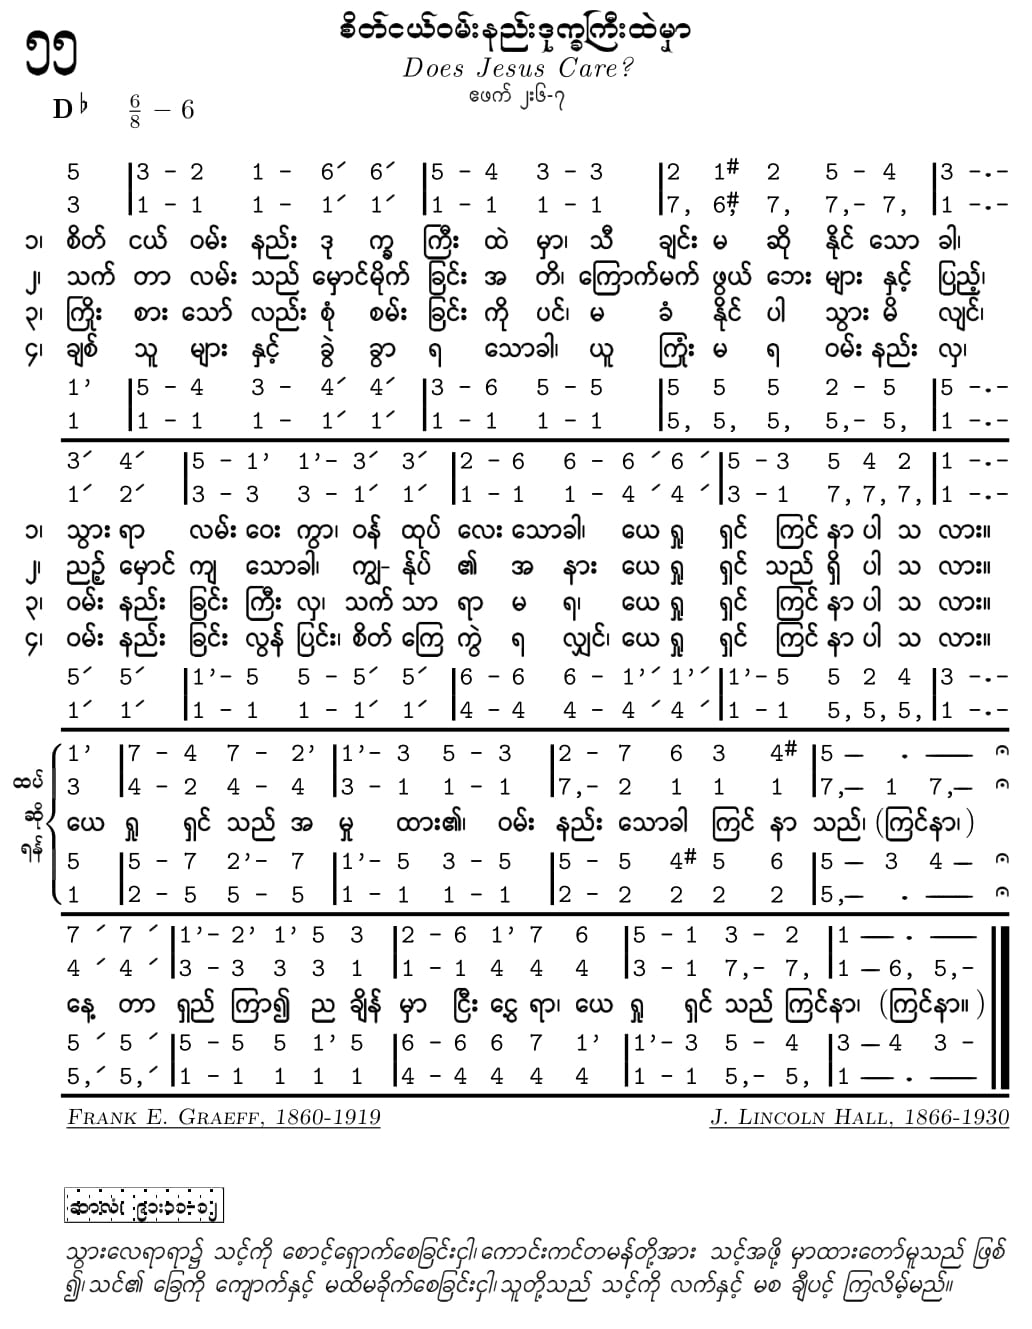 ၅၅
စိတ်ငယ်ဝမ်းနည်းဒုက္ခကြီးထဲမှာ
Does Jesus Care?
ဧဖက် ၂း၆-၇
D♭ 6/8 – 6
5 |3 – 2 1 – 6´ 6´ |5 – 4 3 – 3 |2 1# 2 5 – 4 |3 –.–
3 |1 – 1 1 – 1´ 1´ |1 – 1 1 – 1 |7, 6,# 7, 7,– 7, |1 –.–
၁၊ စိတ် ငယ် ဝမ်း နည်း ဒု က္ခ ကြီး ထဲ မှာ၊ သီ ချင်း မ ဆို နိုင် သော ခါ၊
၂၊ သက် တာ လမ်း သည် မှောင်မိုက် ခြင်း အ တိ၊ ကြောက်မက် ဖွယ် ဘေး များ နှင့် ပြည့်၊
၃၊ ကြိုး စား သော် လည်း စုံ စမ်း ခြင်း ကို ပင်၊ မ ခံ နိုင် ပါ သွား မိ လျင်၊
၄၊ ချစ် သူ များ နှင့် ခွဲ ခွာ ရ သောခါ၊ ယူ ကြုံး မ ရ ဝမ်း နည်း လှ၊
1’ |5 – 4 3 – 4´ 4´ |3 – 6 5 – 5 |5 5 5 2 – 5 |5 –.–
1 |1 – 1 1 – 1´ 1´ |1 – 1 1 – 1 |5, 5, 5, 5,– 5, |1 –.–
3´ 4´ |5 – 1’ 1’– 3´ 3´ |2 – 6 6 – 6 ´ 6 ´ |5 – 3 5 4 2 |1 –.–
1´ 2´ |3 – 3 3 – 1´ 1´ |1 – 1 1 – 4 ´ 4 ´ |3 – 1 7, 7, 7, |1 –.–
၁၊ သွား ရာ လမ်း ဝေး ကွာ၊ ဝန် ထုပ် လေး သောခါ၊ ယေ ရှု ရှင် ကြင် နာ ပါ သ လား။
၂၊ ညဉ့် မှောင် ကျ သောခါ၊ ကျွ– န်ုပ် ၏ အ နား ယေ ရှု ရှင် သည် ရှိ ပါ သ လား။
၃၊ ဝမ်း နည်း ခြင်း ကြီး လှ၊ သက် သာ ရာ မ ရ၊ ယေ ရှု ရှင် ကြင် နာ ပါ သ လား။
၄၊ ဝမ်း နည်း ခြင်း လွန် ပြင်း၊ စိတ် ကြေ ကွဲ ရ လျှင်၊ ယေ ရှု ရှင် ကြင် နာ ပါ သ လား။
5´ 5´ |1’– 5 5 – 5´ 5´ |6 – 6 6 – 1’´ 1’´ |1’– 5 5 2 4 |3 –.–
1´ 1´ |1 – 1 1 – 1´ 1´ |4 – 4 4 – 4 ´ 4 ´ |1 – 1 5, 5, 5, |1 –.–
1’ |7 – 4 7 – 2’ |1’– 3 5 – 3 |2 – 7 6 3 4# |5 — . ——
3 |4 – 2 4 – 4 |3 – 1 1 – 1 |7,– 2 1 1 1 |7,— 1 7,—
ယေ ရှု ရှင် သည် အ မှု ထား၏၊ ဝမ်း နည်း သောခါ ကြင် နာ သည်၊ (ကြင်နာ၊)
5 |5 – 7 2’– 7 |1’– 5 3 – 5 |5 – 5 4# 5 6 |5 — 3 4 —
1 |2 – 5 5 – 5 |1 – 1 1 – 1 |2 – 2 2 2 2 |5,— . ——
7 ´ 7 ´ |1’– 2’ 1’ 5 3 |2 – 6 1’ 7 6 |5 – 1 3 – 2 |1 —— . ——
4 ´ 4 ´ |3 – 3 3 3 1 |1 – 1 4 4 4 |3 – 1 7,– 7, |1 — 6, 5,–
နေ့ တာ ရှည် ကြာ၍ ည ချိန် မှာ ငြီး ငွေ့ ရာ၊ ယေ ရှု ရှင် သည် ကြင်နာ၊ (ကြင်နာ။)
5 ´ 5 ´ |5 – 5 5 1’ 5 |6 – 6 6 7 1’ |1’– 3 5 – 4 |3 — 4 3 –
5,´ 5,´ |1 – 1 1 1 1 |4 – 4 4 4 4 |1 – 1 5,– 5, |1 —— . ——
Frank E. Graeff, 1860-1919 J. Lincoln Hall, 1866-1930
ဆာလံ၊ ၉၁း၁၁-၁၂
သွားလေရာရာ၌ သင့်ကို စောင့်ရှောက်စေခြင်းငှါ၊ ကောင်းကင်တမန်တို့အား သင့်အဖို့ မှာထားတော်မူသည် ဖြစ်
၍၊ သင်၏ ခြေကို ကျောက်နှင့် မထိမခိုက်စေခြင်းငှါ၊ သူတို့သည် သင့်ကို လက်နှင့် မစ ချီပင့် ကြလိမ့်မည်။